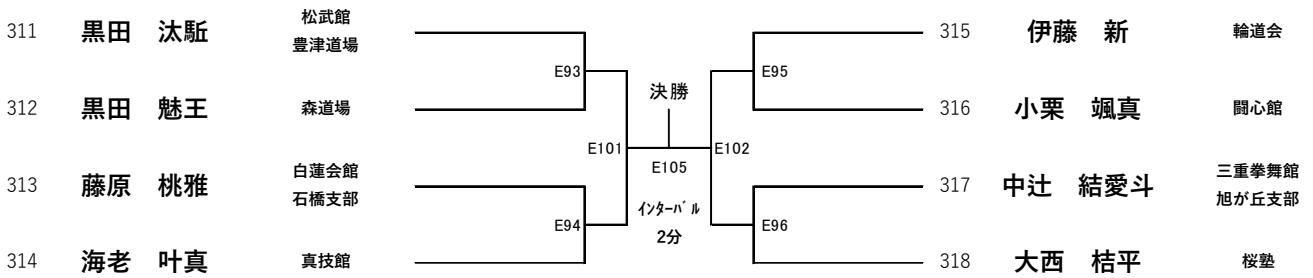 311 黒田 汰駈 松武館
豊津道場
312 黒田 魅王 森道場
313 藤原 桃雅 白蓮会館
石橋支部
314 海老 叶真 真技館
E93
E94
E101
決勝
E105
インターバル
2分
E102
E95
E96
315 伊藤 新 輪道会
316 小栗 颯真 闘心館
317 中辻 結愛斗 三重拳舞館
旭が丘支部
318 大西 桔平 桜塾